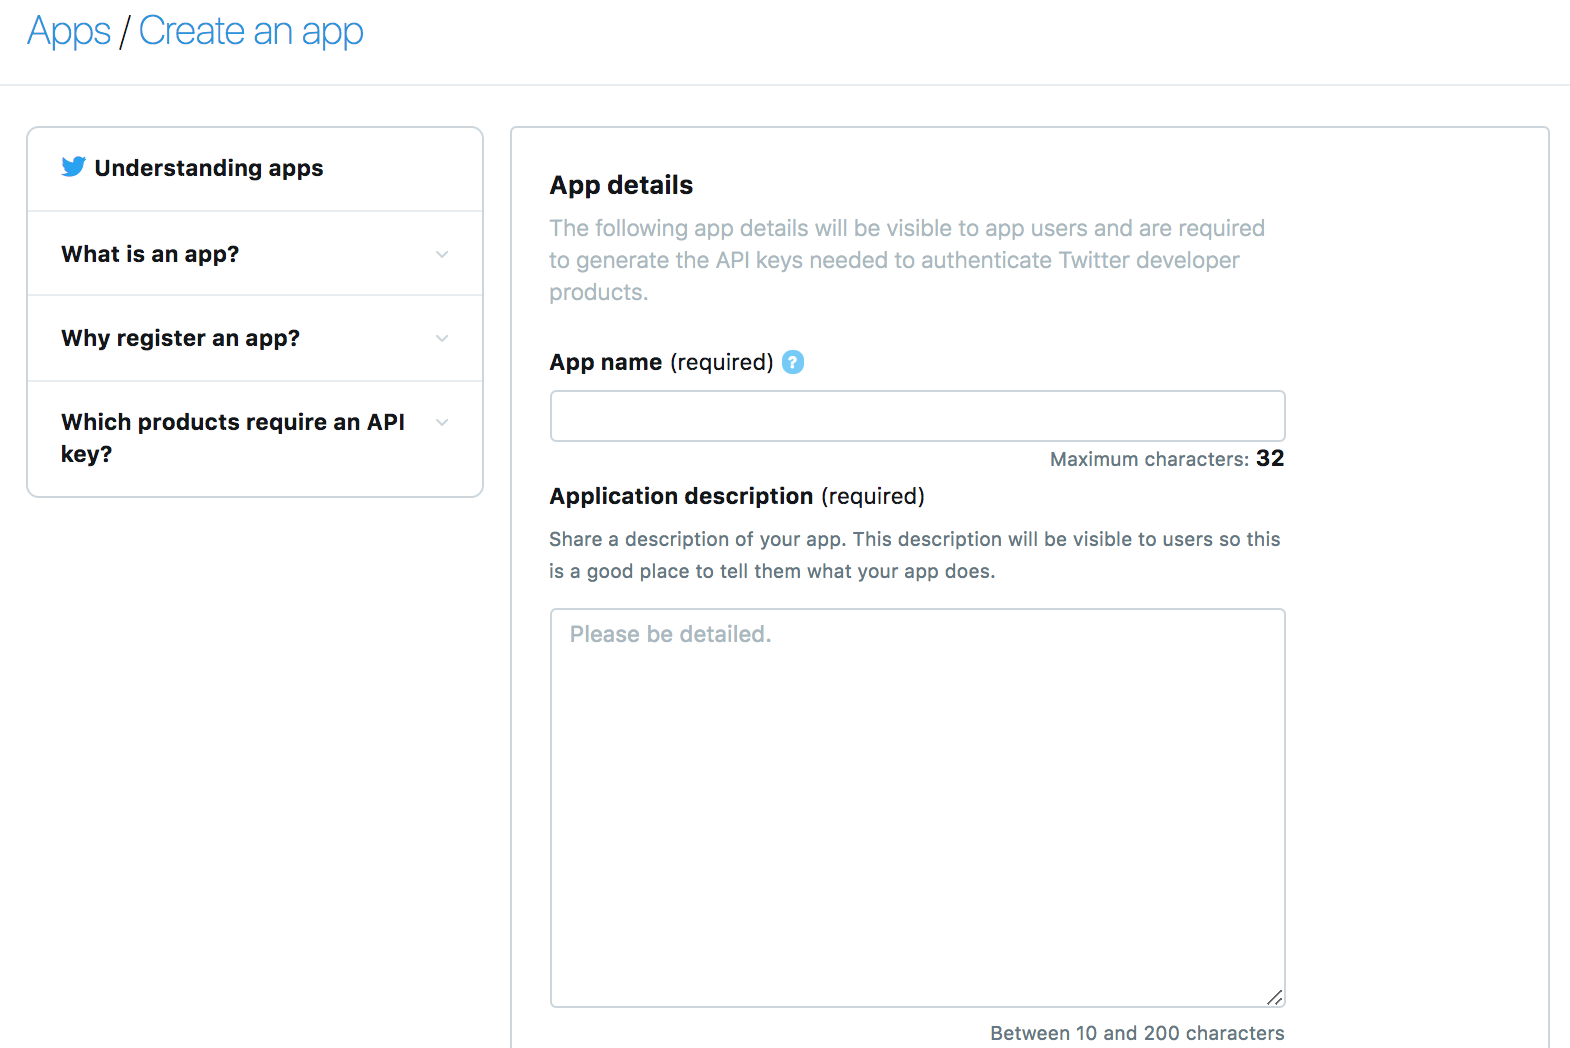 Apps / Create an app
Understanding apps
What is an app?
Why register an app?
Which products require an API
key?
App details
The following app details will be visible to app users and are required
to generate the API keys needed to authenticate Twitter developer
products.
App name (required) ?
Maximum characters: 32
Application description (required)
Share a description of your app. This description will be visible to users so this
is a good place to tell them what your app does.
Please be detailed.
Between 10 and 200 characters